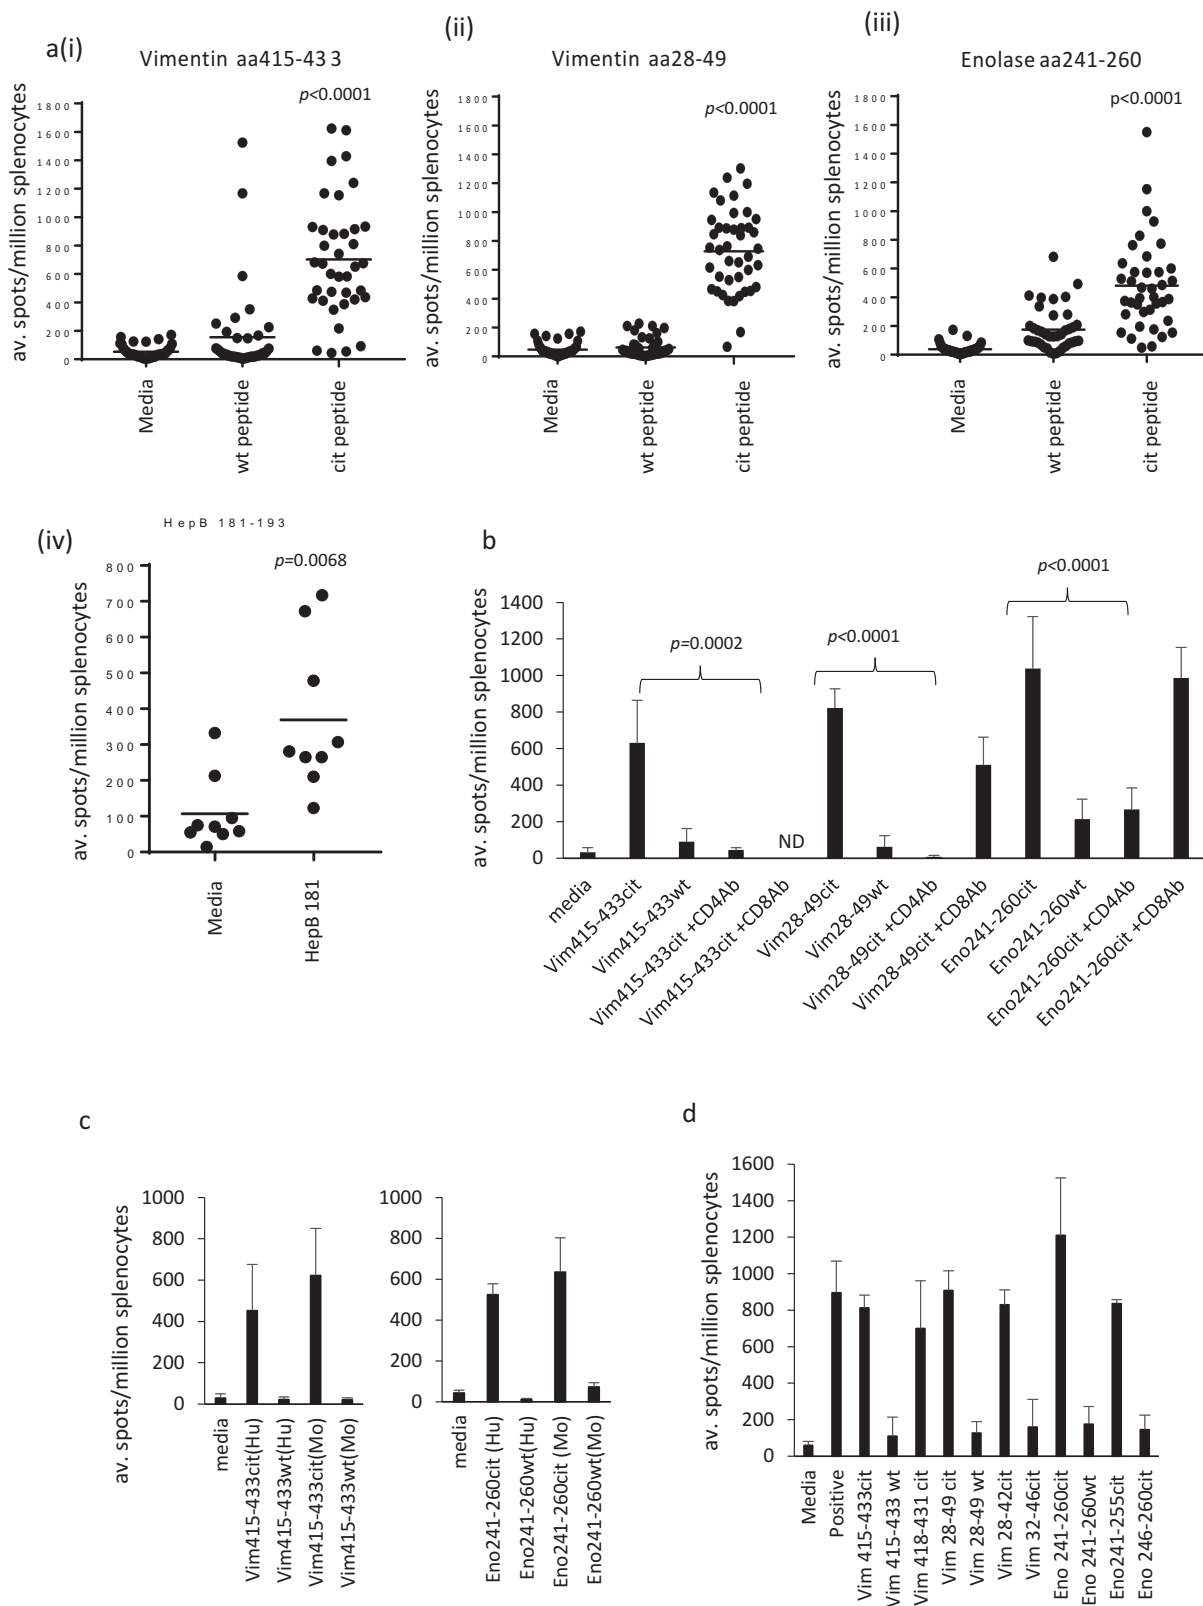 a(i)
Vimentin aa415-433
p<0.0001
av. spots/million splenocytes
1800
1600
1400
1200
1000
800
600
400
200
0
Media
wt peptide
cit peptide
(ii)
Vimentin aa28-49
p<0.0001
av. spots/million splenocytes
1800
1600
1400
1200
1000
800
600
400
200
0
Media
wt peptide
cit peptide
(iii)
Enolase aa241-260
p<0.0001
av. spots/million splenocytes
1800
1600
1400
1200
1000
800
600
400
200
0
Media
wt peptide
cit peptide
(iv)
HepB 181-193
p=0.0068
av. spots/million splenocytes
800
700
600
500
400
300
200
100
0
Media
HepB 181
b
p=0.0002
p<0.0001
p<0.0001
av. spots/million splenocytes
1400
1200
1000
800
600
400
200
0
ND
media
Vim415-433cit
Vim415-433wt
Vim415-433cit +CD4Ab
Vim415-433cit +CD8Ab
Vim28-49cit
Vim28-49wt
Vim28-49cit +CD4Ab
Vim28-49cit +CD8Ab
Eno241-260cit
Eno241-260wt
Eno241-260cit +CD4Ab
Eno241-260cit +CD8Ab
c
av. spots/million splenocytes
1000
800
600
400
200
0
media
Vim415-433cit(Hu)
Vim415-433wt(Hu)
Vim415-433cit(Mo)
Vim415-433wt(Mo)
1000
800
600
400
200
0
media
Eno241-260cit (Hu)
Eno241-260wt(Hu)
Eno241-260cit (Mo)
Eno241-260wt(Mo)
d
av. spots/million splenocytes
1600
1400
1200
1000
800
600
400
200
0
Media
Positive
Vim 415-433cit
Vim 415-433 wt
Vim 418-431 cit
Vim 28-49 cit
Vim 28-49 wt
Vim 28-42cit
Vim 32-46cit
Eno 241-260cit
Eno 241-260wt
Eno241-255cit
Eno 246-260cit